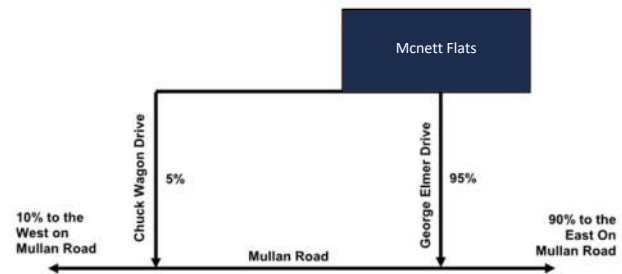 Mcnett Flats
Chuck Wagon Drive
5%
George Elmer Drive
95%
10% to the
West on
Mullan Road
Mullan Road
90% to the
East On
Mullan Road